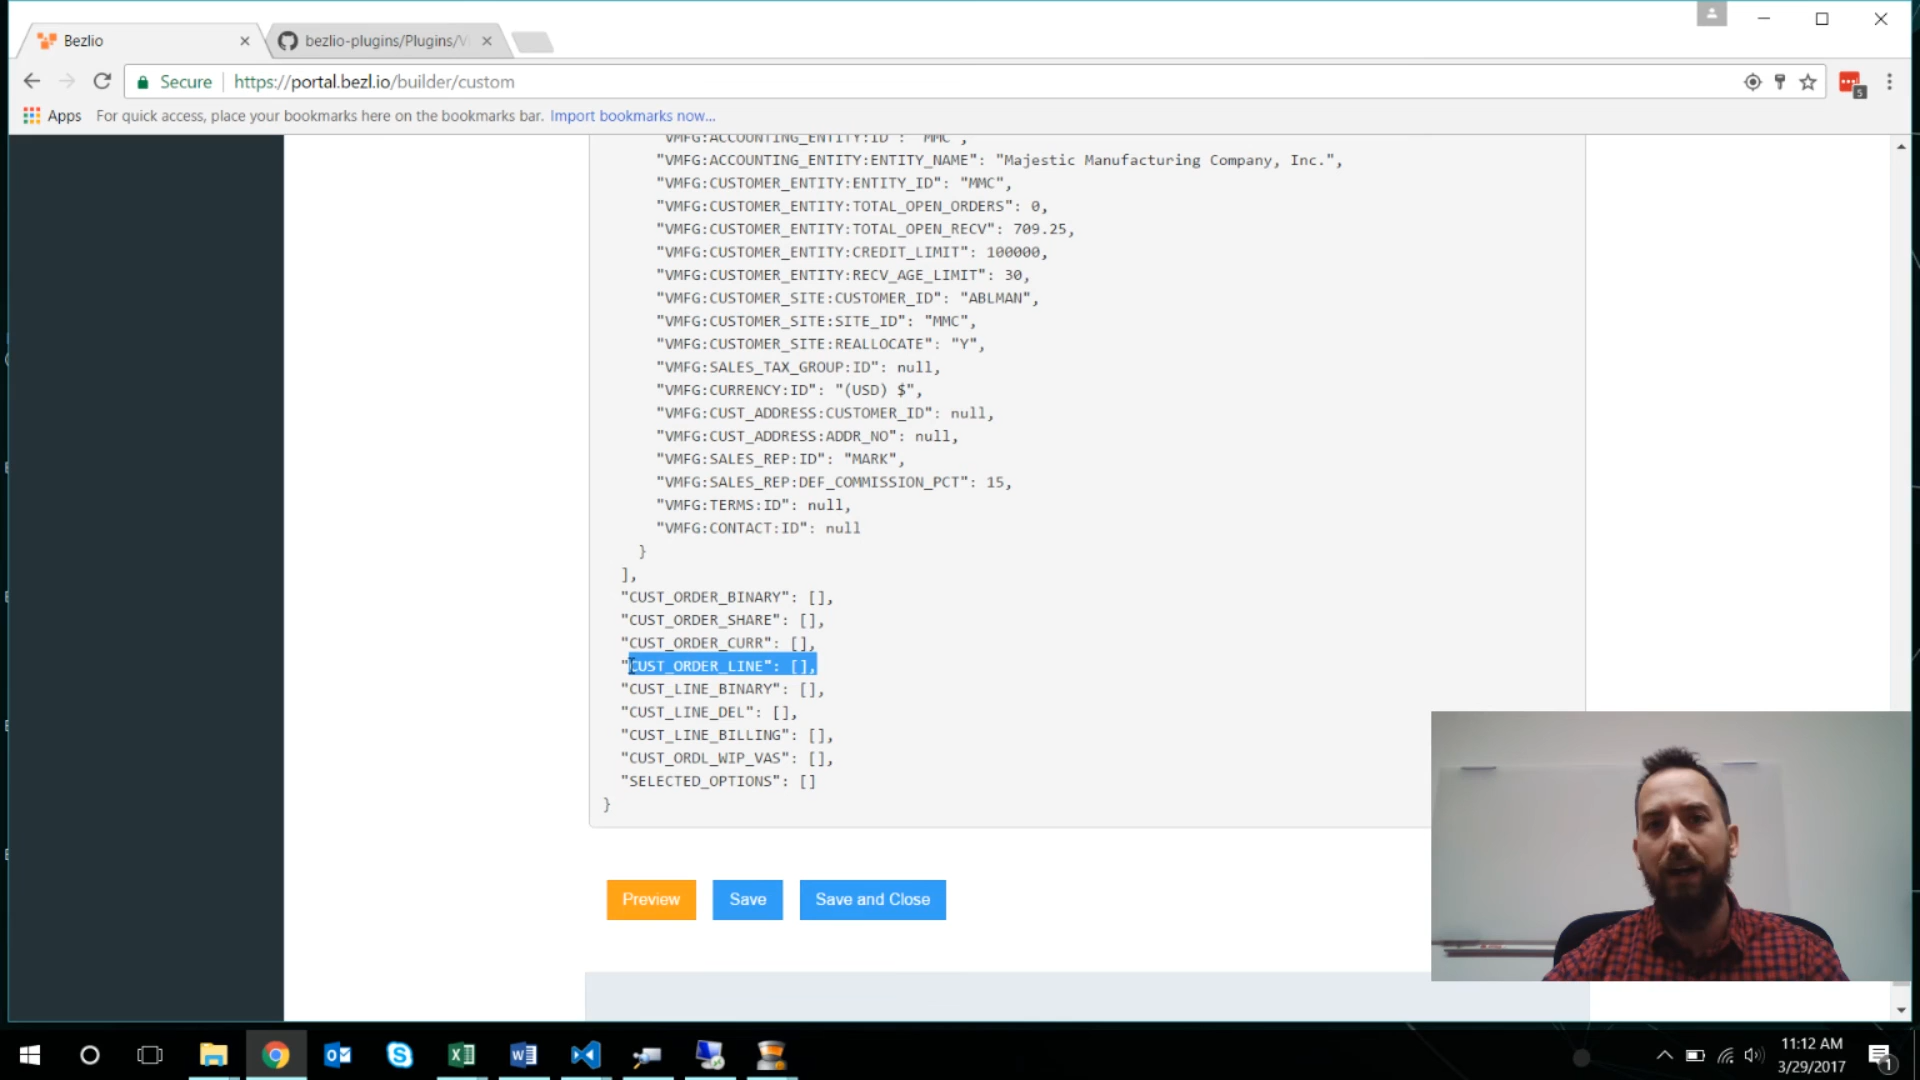 Bezlio
bezlio-plugins/Plugins/V
Secure
https://portal.bezl.io/builder/custom
5
Apps
For quick access, place your bookmarks here on the bookmarks bar.
Import bookmarks now...
"VMFG:ACCOUNTING_ENTITY:ID": "MMC",
"VMFG:ACCOUNTING_ENTITY:ENTITY_NAME": "Majestic Manufacturing Company, Inc.",
"VMFG:CUSTOMER_ENTITY:ENTITY_ID": "MMC",
"VMFG:CUSTOMER_ENTITY:TOTAL_OPEN_ORDERS": 0,
"VMFG:CUSTOMER_ENTITY:TOTAL_OPEN_RECV": 709.25,
"VMFG:CUSTOMER_ENTITY:CREDIT_LIMIT": 100000,
"VMFG:CUSTOMER_ENTITY:RECV_AGE_LIMIT": 30,
"VMFG:CUSTOMER_SITE:CUSTOMER_ID": "ABLMAN",
"VMFG:CUSTOMER_SITE:SITE_ID": "MMC",
"VMFG:CUSTOMER_SITE:REALLOCATE": "Y",
"VMFG:SALES_TAX_GROUP:ID": null,
"VMFG:CURRENCY:ID": "(USD) $",
"VMFG:CUST_ADDRESS:CUSTOMER_ID": null,
"VMFG:CUST_ADDRESS:ADDR_NO": null,
"VMFG:SALES_REP:ID": "MARK",
"VMFG:SALES_REP:DEF_COMMISSION_PCT": 15,
"VMFG:TERMS:ID": null,
"VMFG:CONTACT:ID": null
}
],
"CUST_ORDER_BINARY": [],
"CUST_ORDER_SHARE": [],
"CUST_ORDER_CURR": [],
"CUST_ORDER_LINE": [],
"CUST_LINE_BINARY": [],
"CUST_LINE_DEL": [],
"CUST_LINE_BILLING": [],
"CUST_ORDL_WIP_VAS": [],
"SELECTED_OPTIONS": []
}
Preview
Save
Save and Close
11:12 AM
3/29/2017
1